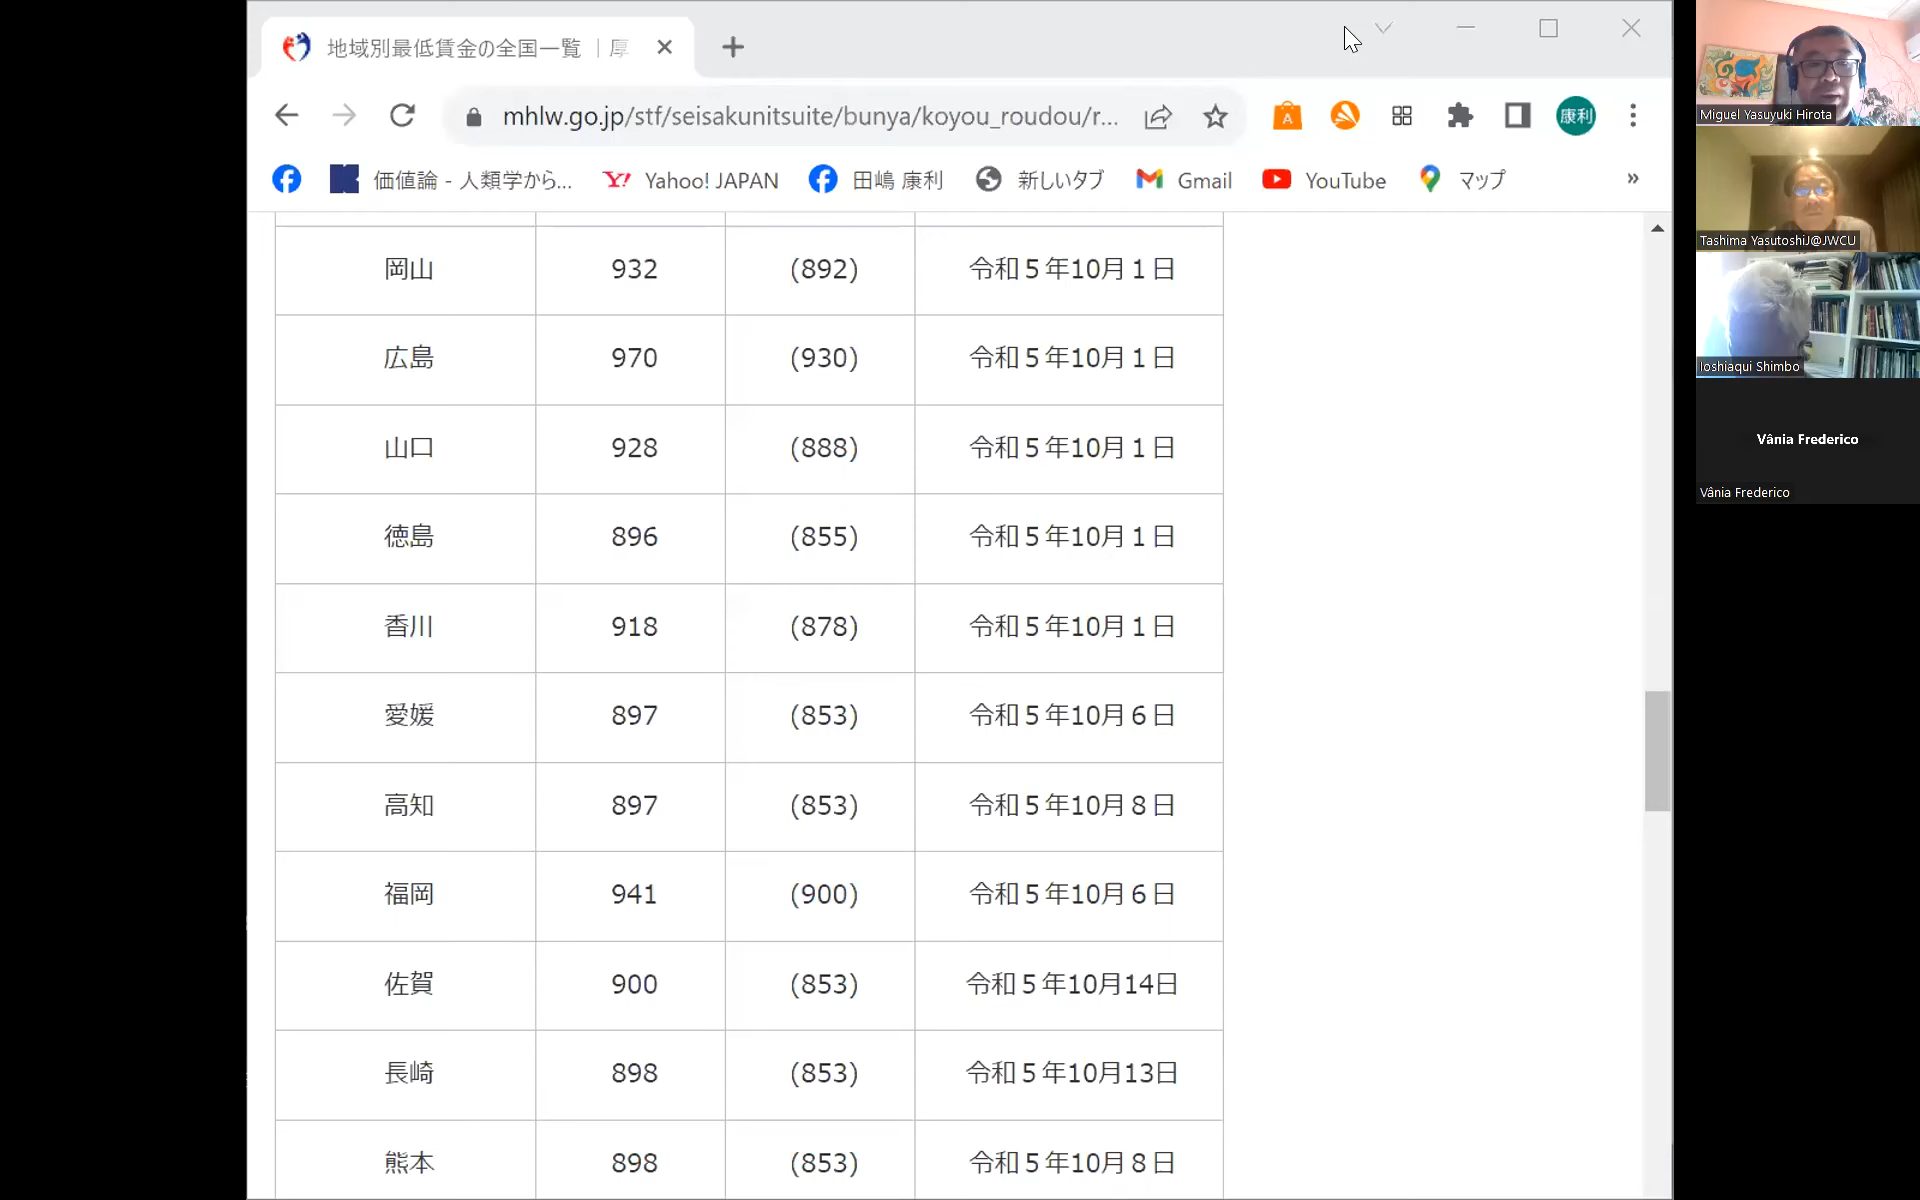 地域別最低賃金の全国一覧 ｜厚
mhlw.go.jp/stf/seisakunitsuite/bunya/koyou_roudou/r...
康利
価値論 - 人類学から...
Yahoo! JAPAN
田嶋 康利
新しいタブ
Gmail
YouTube
マップ
»
岡山 932 (892) 令和５年10月１日
広島 970 (930) 令和５年10月１日
山口 928 (888) 令和５年10月１日
徳島 896 (855) 令和５年10月１日
香川 918 (878) 令和５年10月１日
愛媛 897 (853) 令和５年10月６日
高知 897 (853) 令和５年10月８日
福岡 941 (900) 令和５年10月６日
佐賀 900 (853) 令和５年10月14日
長崎 898 (853) 令和５年10月13日
熊本 898 (853) 令和５年10月８日
Miguel Yasuyuki Hirota
Tashima YasutoshiJ@JWCU
Ioshiaqui Shimbo
Vânia Frederico
Vânia Frederico